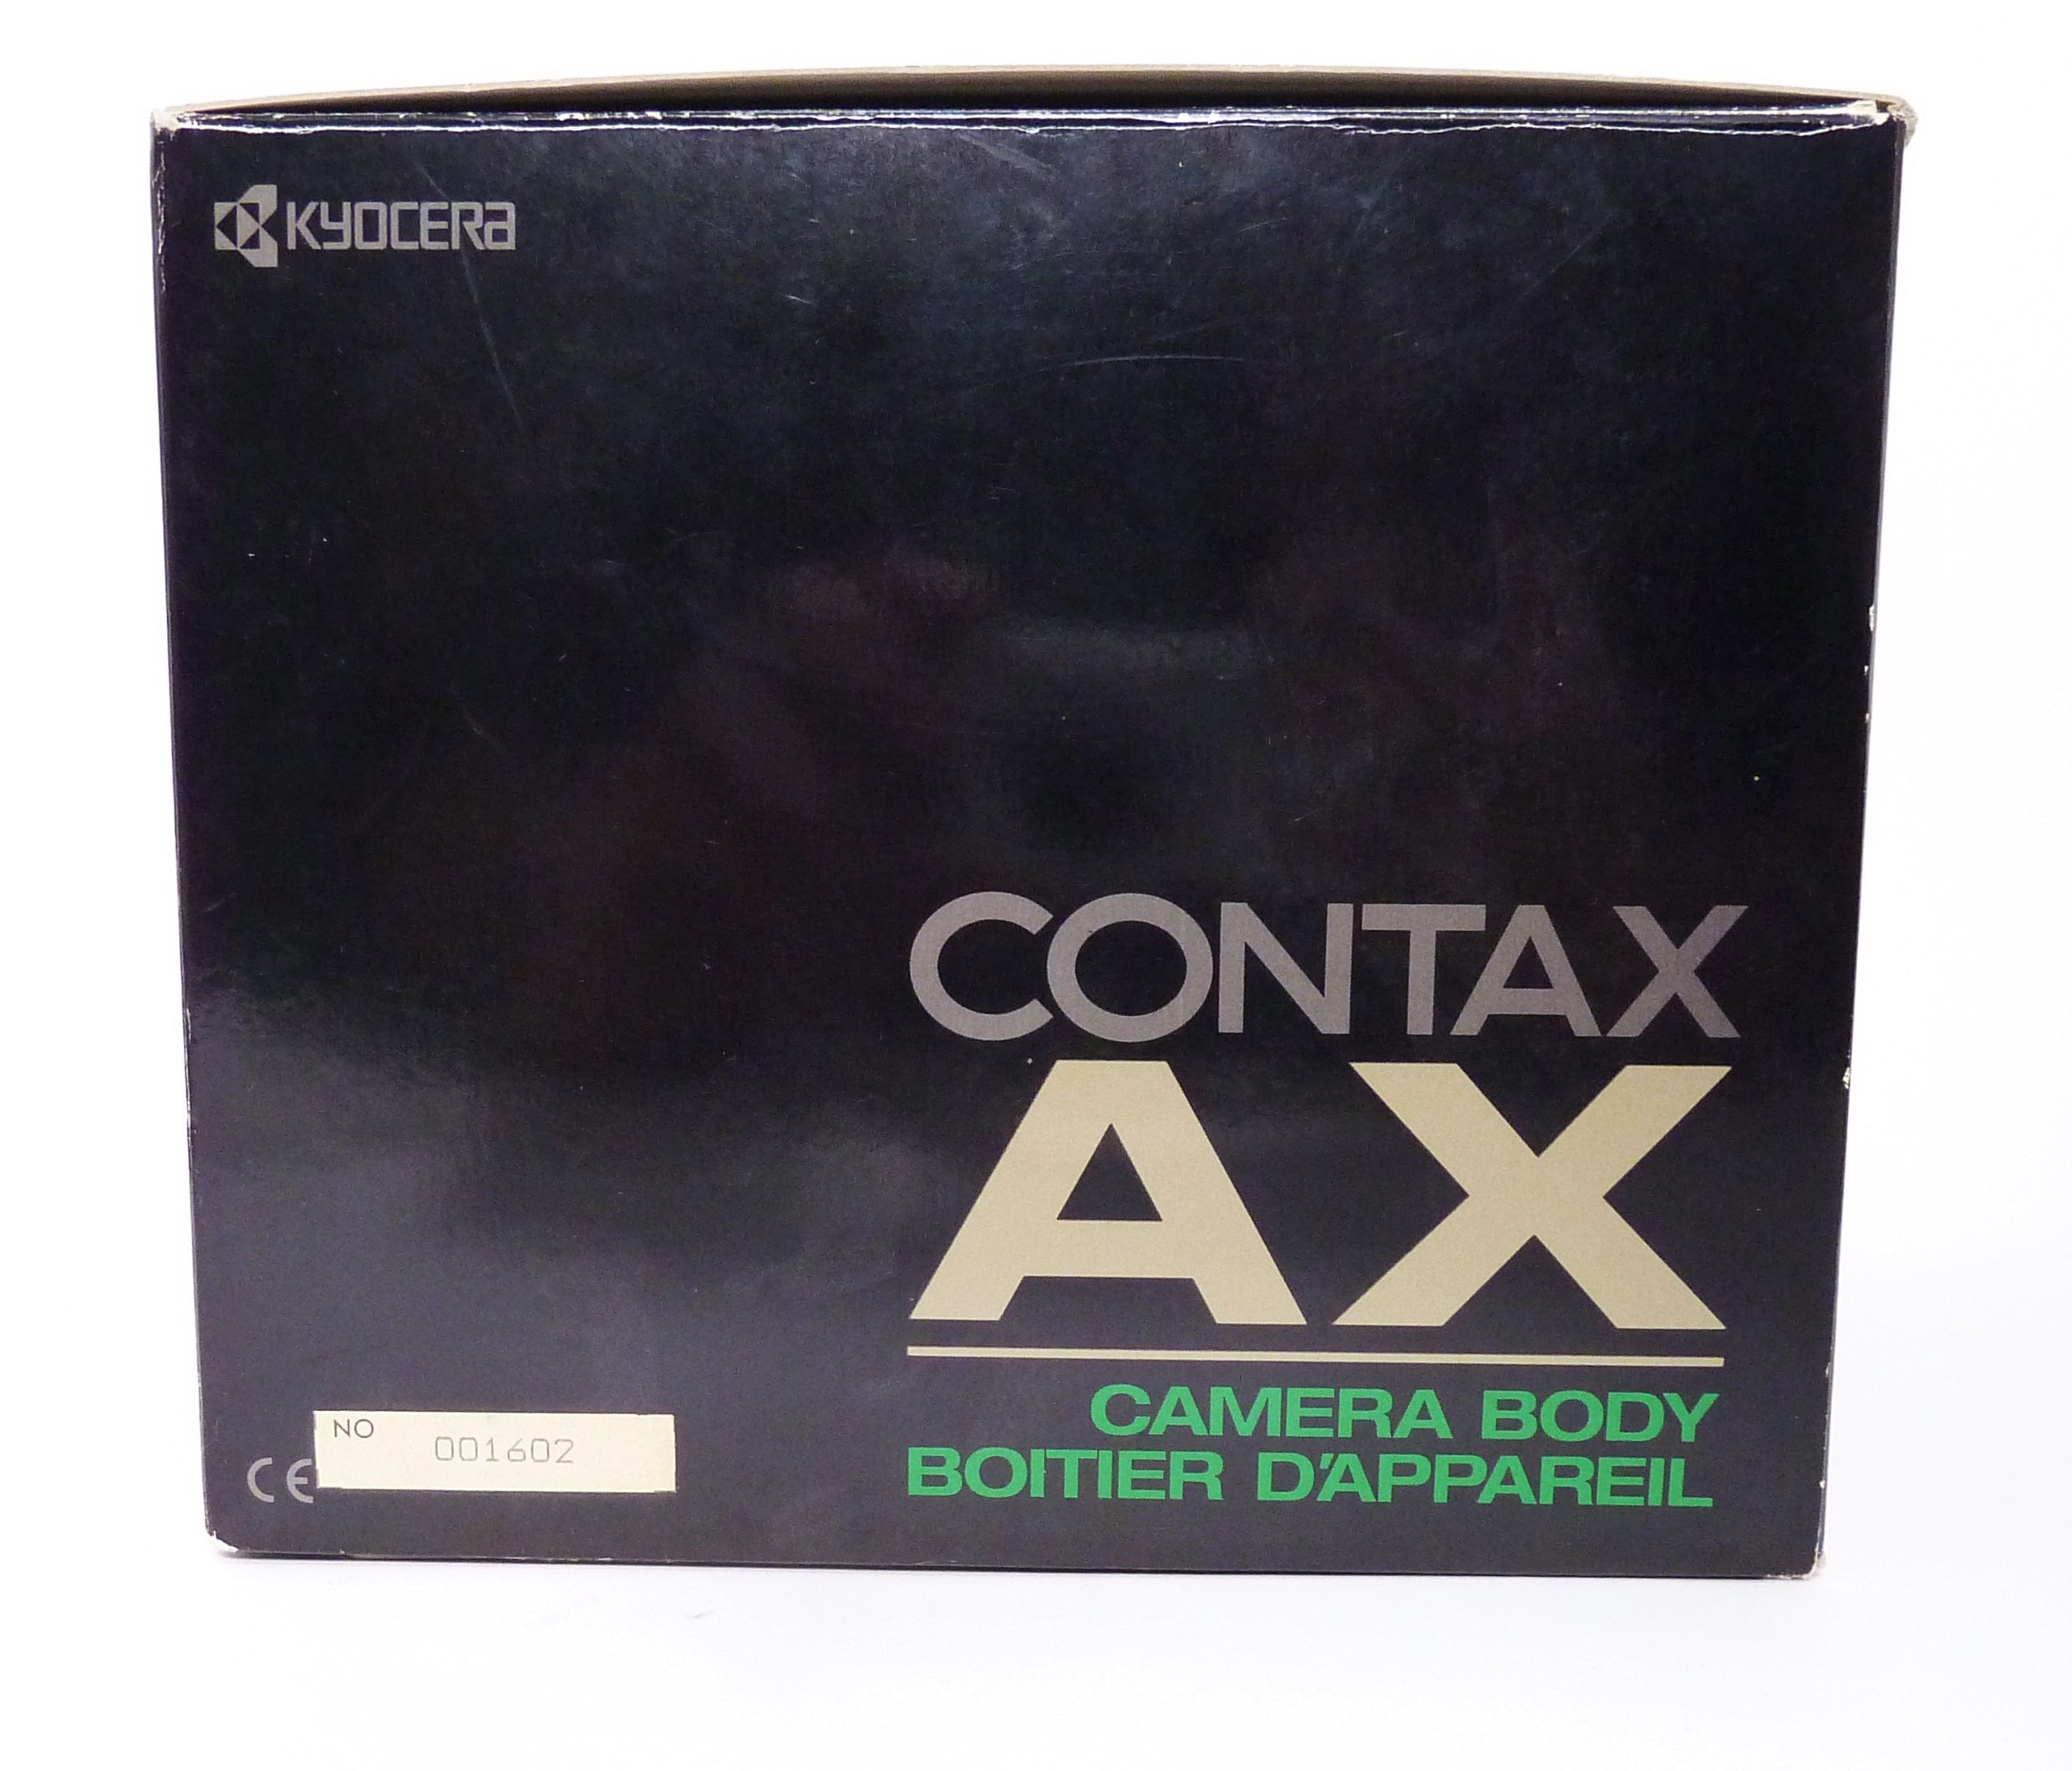 KYOCERA
CONTAX
AX
CAMERA BODY
BOITIER D'APPAREIL
NO 001602
CE